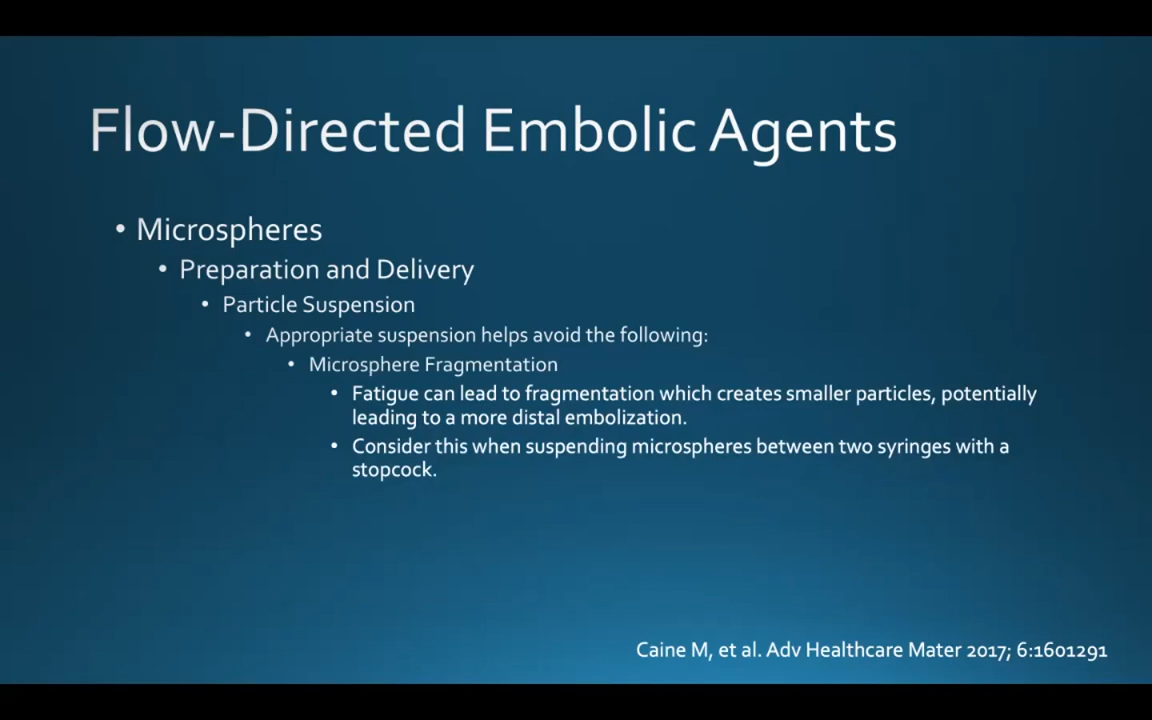 Flow-Directed Embolic Agents
• Microspheres
• Preparation and Delivery
• Particle Suspension
• Appropriate suspension helps avoid the following:
• Microsphere Fragmentation
• Fatigue can lead to fragmentation which creates smaller particles, potentially
leading to a more distal embolization.
• Consider this when suspending microspheres between two syringes with a
stopcock.
Caine M, et al. Adv Healthcare Mater 2017; 6:1601291